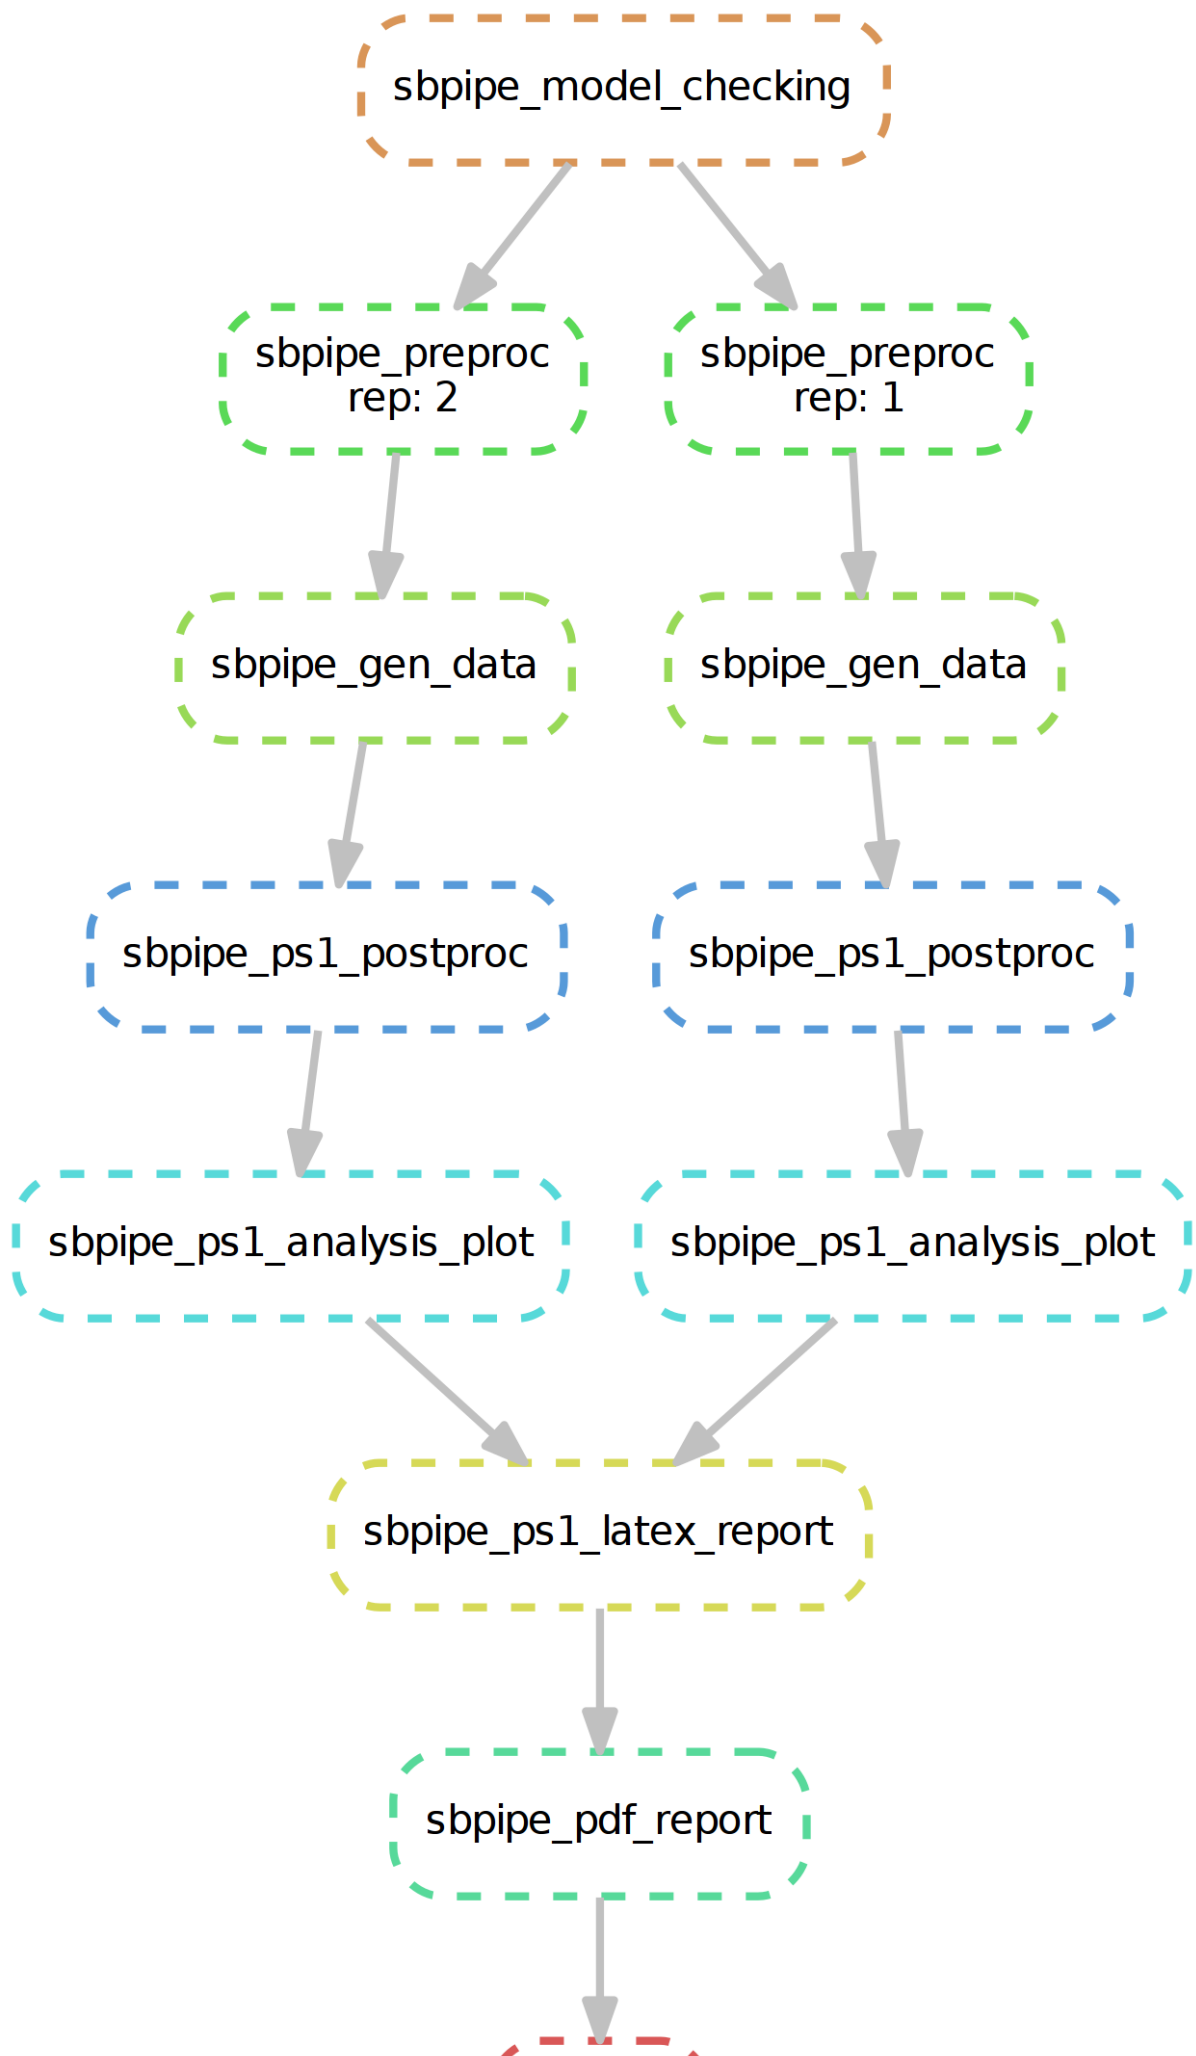 sbpipe_model_checking
sbpipe_preproc
rep: 2
sbpipe_preproc
rep: 1
sbpipe_gen_data
sbpipe_gen_data
sbpipe_ps1_postproc
sbpipe_ps1_postproc
sbpipe_ps1_analysis_plot
sbpipe_ps1_analysis_plot
sbpipe_ps1_latex_report
sbpipe_pdf_report